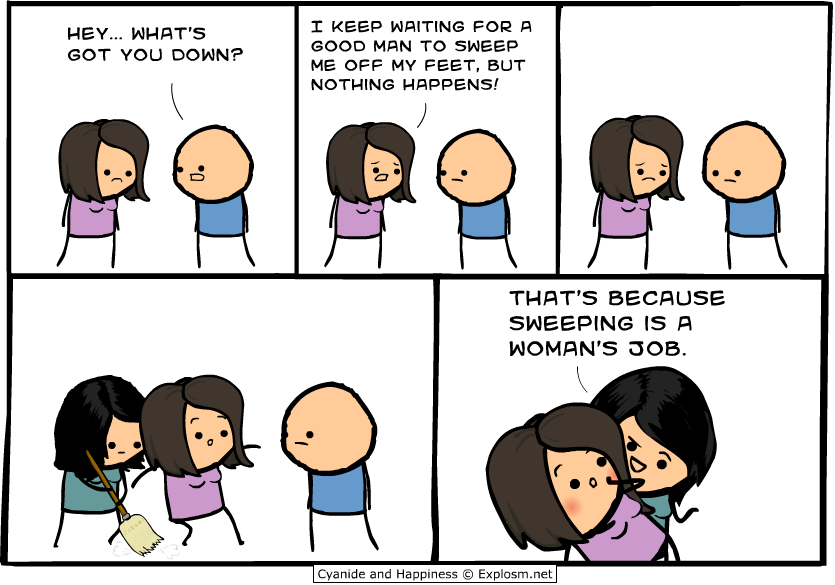 HEY... WHAT'S
GOT YOU DOWN?
I KEEP WAITING FOR A
GOOD MAN TO SWEEP
ME OFF MY FEET, BUT
NOTHING HAPPENS!
THAT'S BECAUSE
SWEEPING IS A
WOMAN'S JOB.
Cyanide and Happiness © Explosm.net